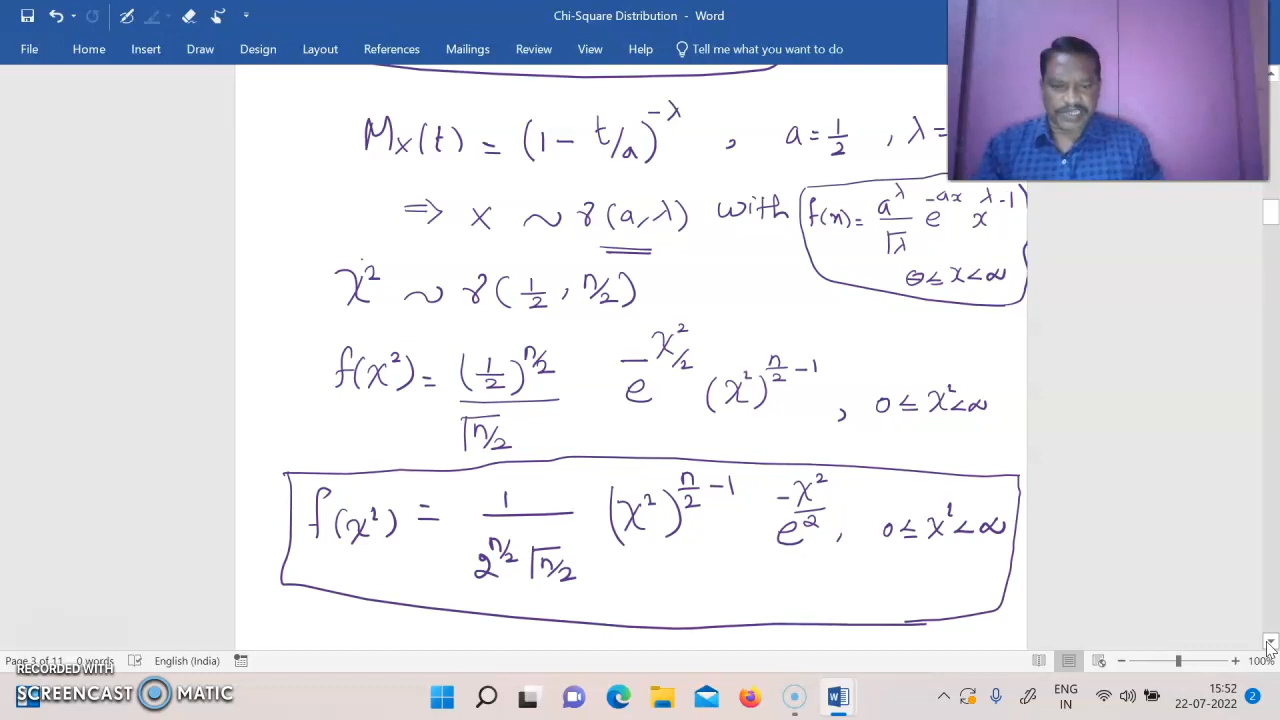 Chi-Square Distribution - Word
File Home Insert Draw Design Layout References Mailings Review View Help Tell me what you want to do
M_X(t) = (1 - t/a)^{-λ} , a = 1/2 , λ =
⇒ X ~ γ(a, λ) with f(x) = a^λ/Γλ e^{-ax} x^{λ-1}
0 ≤ x < ∞
χ² ~ γ(1/2, n/2)
f(χ²) = (1/2)^{n/2}/Γn/2 e^{-χ²/2} (χ²)^{n/2 - 1} , 0 ≤ χ² < ∞
f(χ²) = 1/(2^{n/2} Γn/2) (χ²)^{n/2 - 1} e^{-χ²/2} , 0 ≤ χ² < ∞
Page 3 of 11 0 words English (India) 100%
RECORDED WITH
SCREENCAST MATIC
ENG
IN
15:52
22-07-2022
2